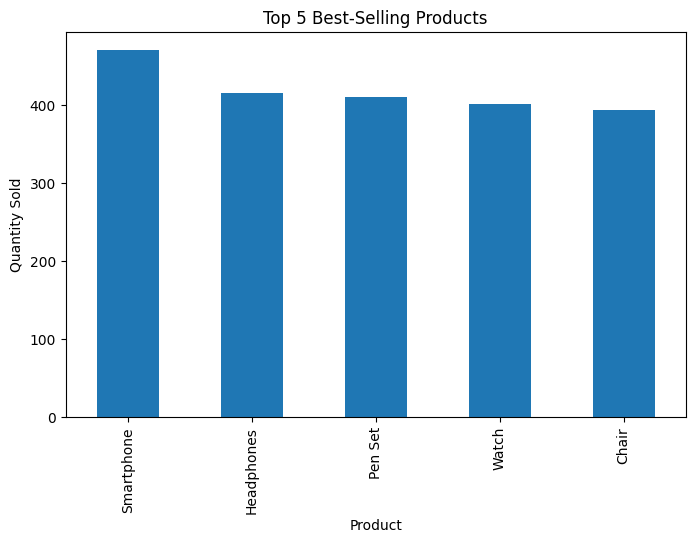 Top 5 Best-Selling Products
Quantity Sold
400
300
200
100
0
Smartphone
Headphones
Pen Set
Watch
Chair
Product